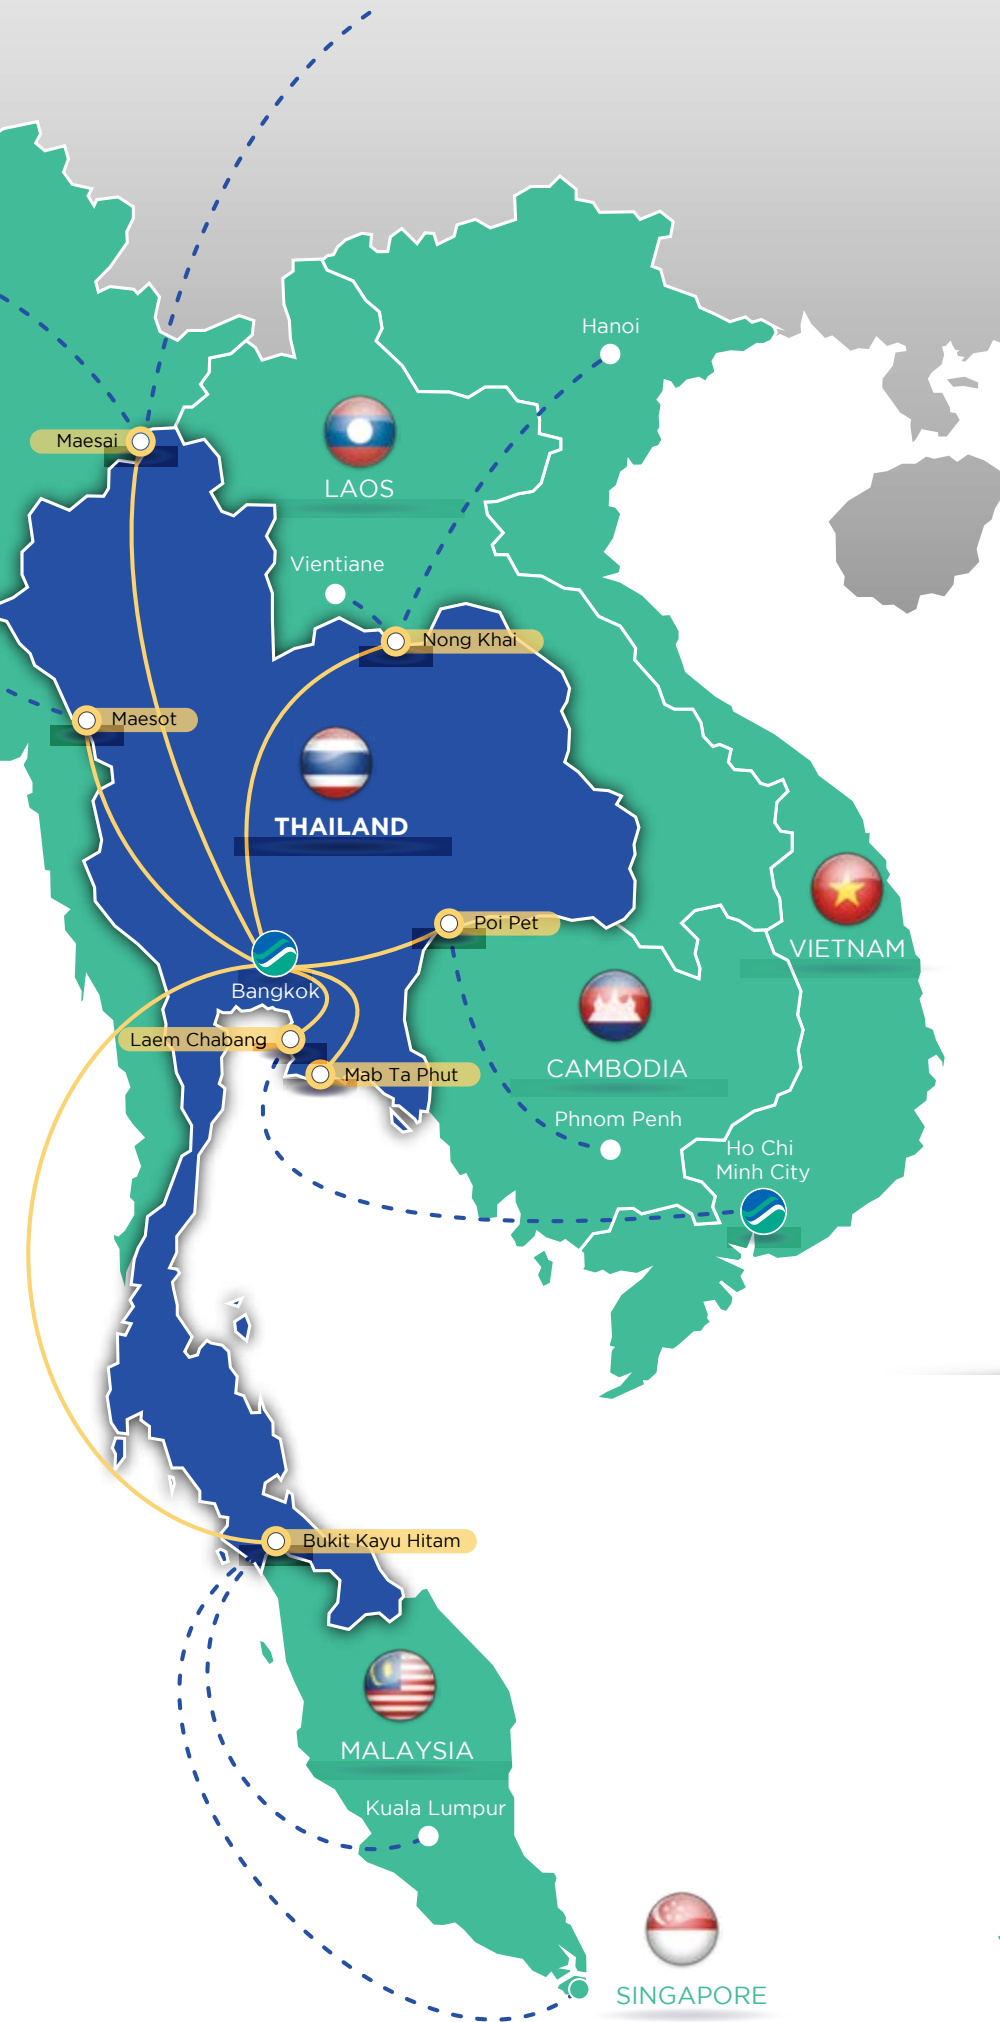 Hanoi
Maesai
LAOS
Vientiane
Nong Khai
Maesot
THAILAND
Poi Pet
VIETNAM
Bangkok
Laem Chabang
CAMBODIA
Mab Ta Phut
Phnom Penh
Ho Chi
Minh City
Bukit Kayu Hitam
MALAYSIA
Kuala Lumpur
SINGAPORE